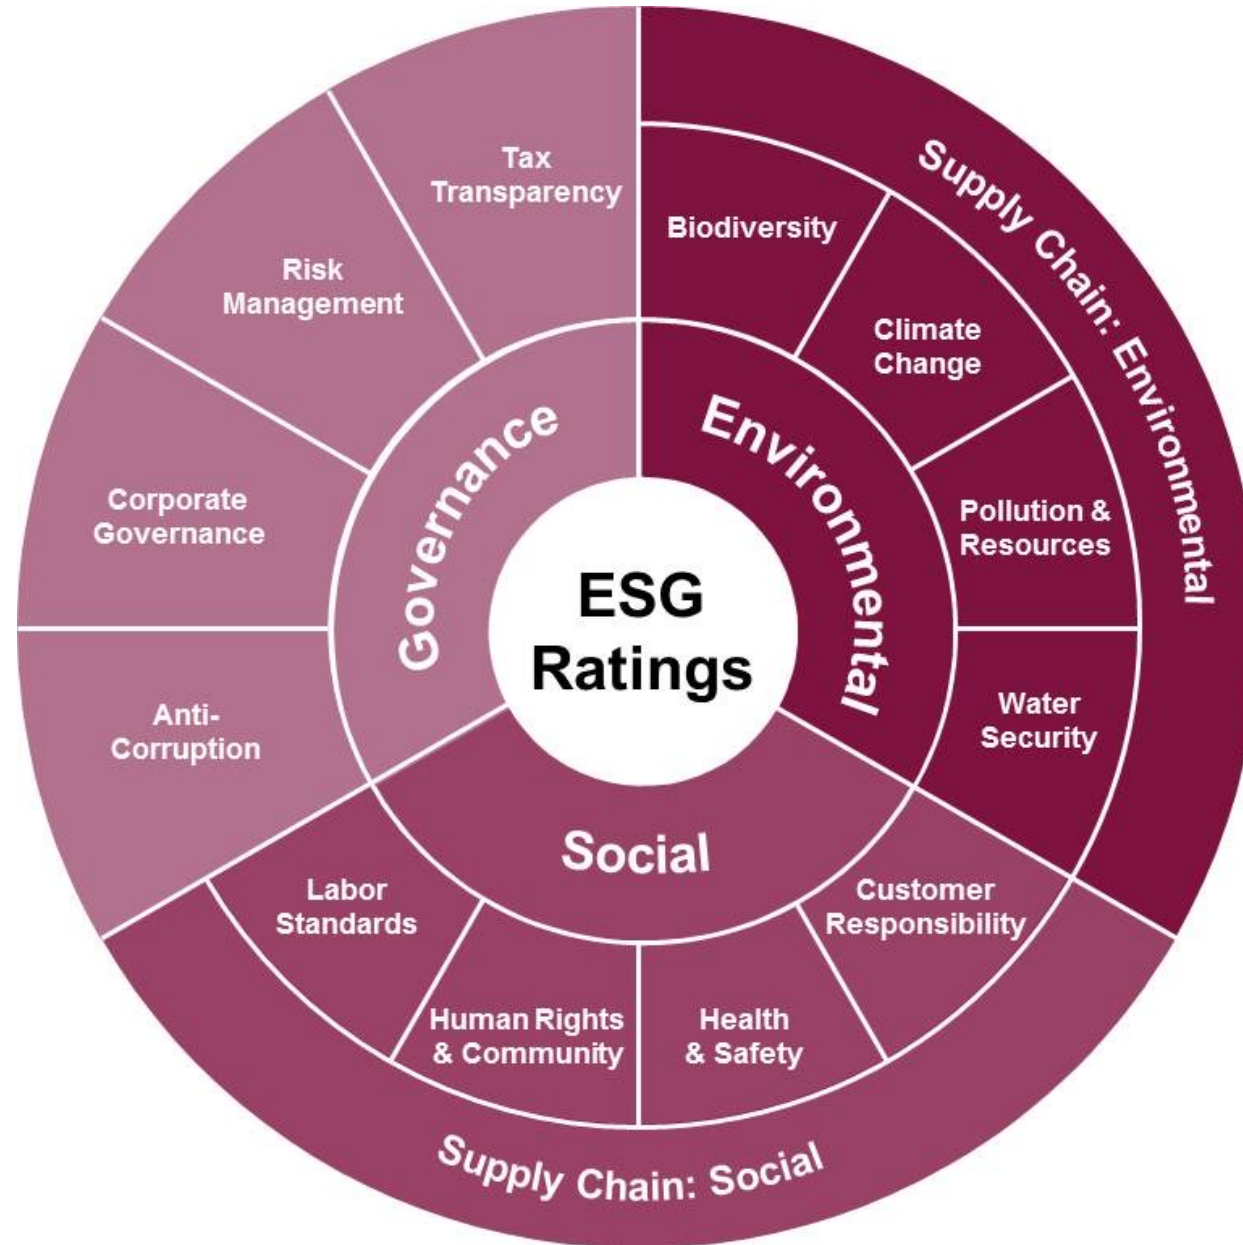 ESG
Ratings
Environmental
Biodiversity
Climate
Change
Pollution &
Resources
Water
Security
Supply Chain: Environmental
Social
Customer
Responsibility
Health
& Safety
Human Rights
& Community
Labor
Standards
Supply Chain: Social
Governance
Anti-
Corruption
Corporate
Governance
Risk
Management
Tax
Transparency